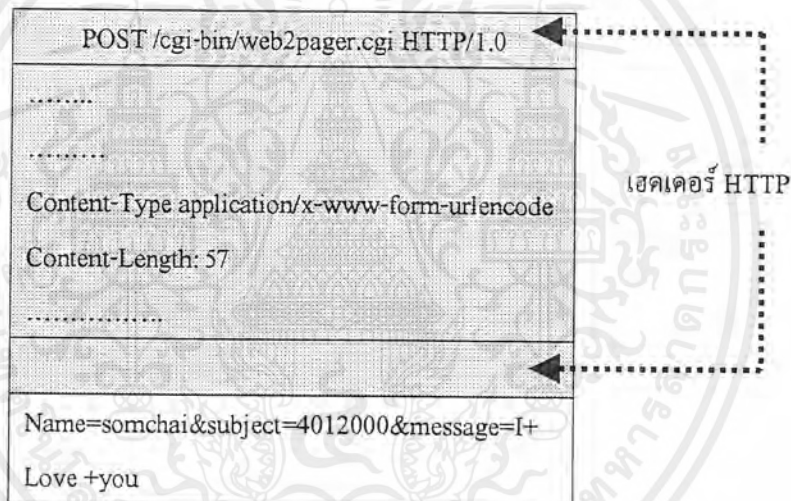 POST /cgi-bin/web2pager.cgi HTTP/1.0
........
.........
Content-Type application/x-www-form-urlencode
Content-Length: 57
................
เฮดเดอร์ HTTP
Name=somchai&subject=4012000&message=I+
Love +you